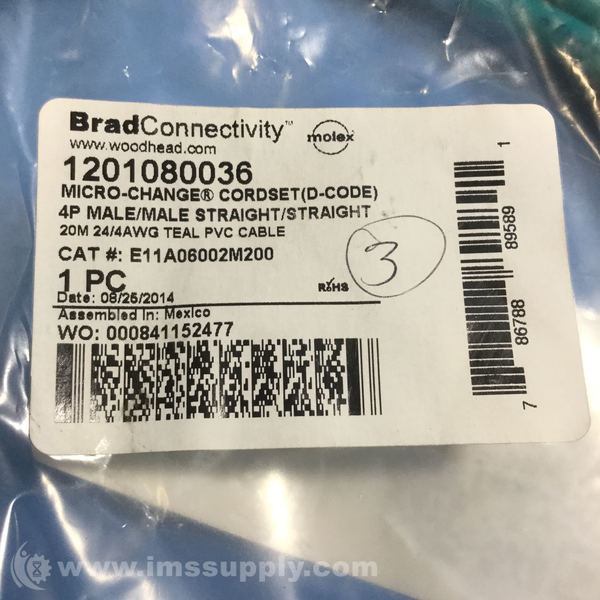 BradConnectivity™
molex
www.woodhead.com
1201080036
MICRO-CHANGE® CORDSET(D-CODE)
4P MALE/MALE STRAIGHT/STRAIGHT
20M 24/4AWG TEAL PVC CABLE
CAT #: E11A06002M200
3
1 PC
RoHS
Date: 08/25/2014
Assembled In: Mexico
WO: 000841152477
7 86788 89589 1
www.imssupply.com